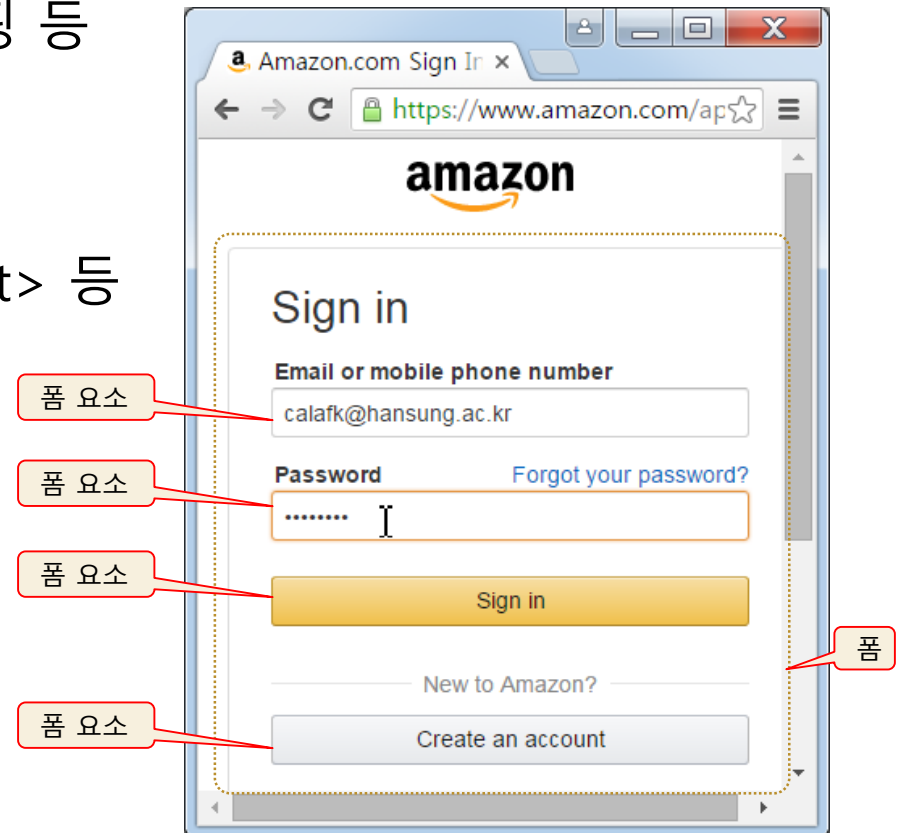 등
Amazon.com Sign In
https://www.amazon.com/ap
amazon
t> 등
Sign in
Email or mobile phone number
폼 요소
calafk@hansung.ac.kr
폼 요소
Password Forgot your password?
••••••••
폼 요소
Sign in
폼
New to Amazon?
폼 요소
Create an account